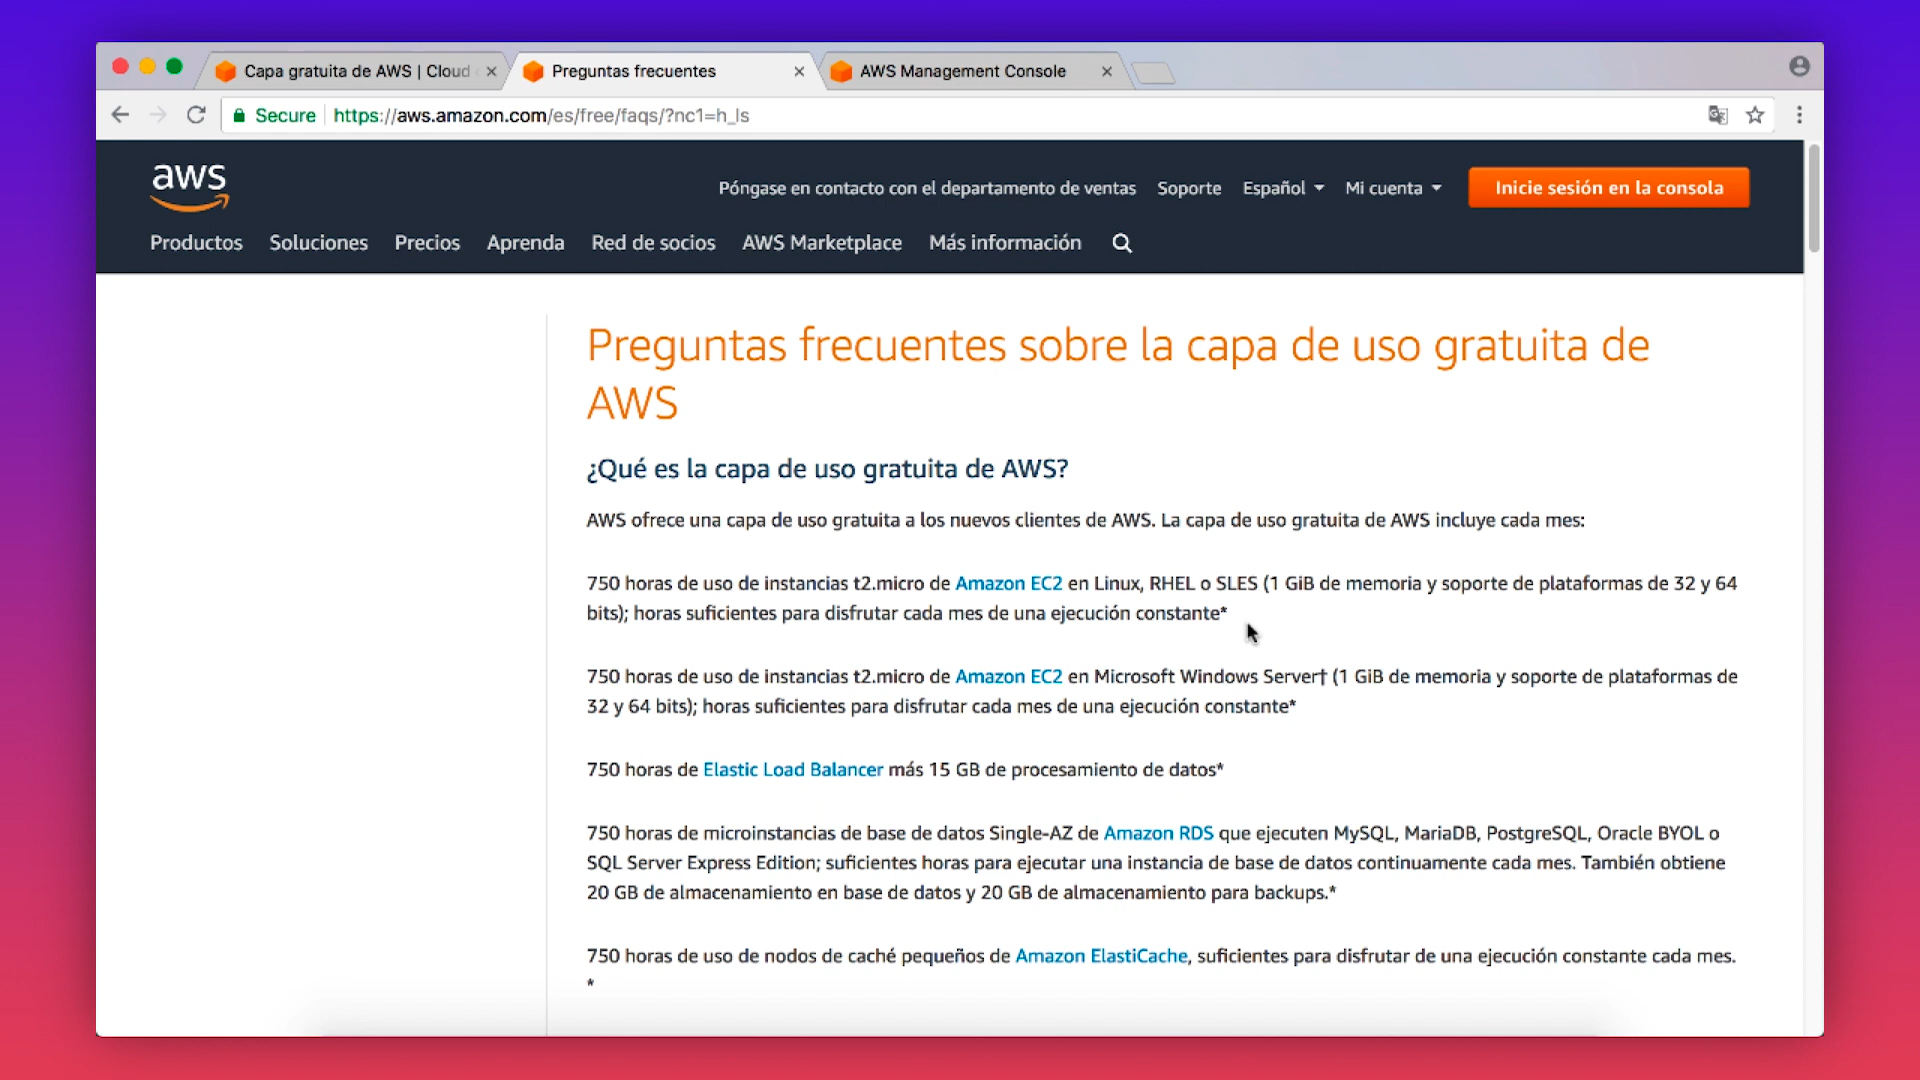 Capa gratuita de AWS | Cloud
Preguntas frecuentes
AWS Management Console
Secure
https://aws.amazon.com/es/free/faqs/?nc1=h_ls
aws
Póngase en contacto con el departamento de ventas
Soporte
Español
Mi cuenta
Inicie sesión en la consola
Productos
Soluciones
Precios
Aprenda
Red de socios
AWS Marketplace
Más información
Preguntas frecuentes sobre la capa de uso gratuita de
AWS
¿Qué es la capa de uso gratuita de AWS?
AWS ofrece una capa de uso gratuita a los nuevos clientes de AWS. La capa de uso gratuita de AWS incluye cada mes:
750 horas de uso de instancias t2.micro de Amazon EC2 en Linux, RHEL o SLES (1 GiB de memoria y soporte de plataformas de 32 y 64
bits); horas suficientes para disfrutar cada mes de una ejecución constante*
750 horas de uso de instancias t2.micro de Amazon EC2 en Microsoft Windows Server† (1 GiB de memoria y soporte de plataformas de
32 y 64 bits); horas suficientes para disfrutar cada mes de una ejecución constante*
750 horas de Elastic Load Balancer más 15 GB de procesamiento de datos*
750 horas de microinstancias de base de datos Single-AZ de Amazon RDS que ejecuten MySQL, MariaDB, PostgreSQL, Oracle BYOL o
SQL Server Express Edition; suficientes horas para ejecutar una instancia de base de datos continuamente cada mes. También obtiene
20 GB de almacenamiento en base de datos y 20 GB de almacenamiento para backups.*
750 horas de uso de nodos de caché pequeños de Amazon ElastiCache, suficientes para disfrutar de una ejecución constante cada mes.
*